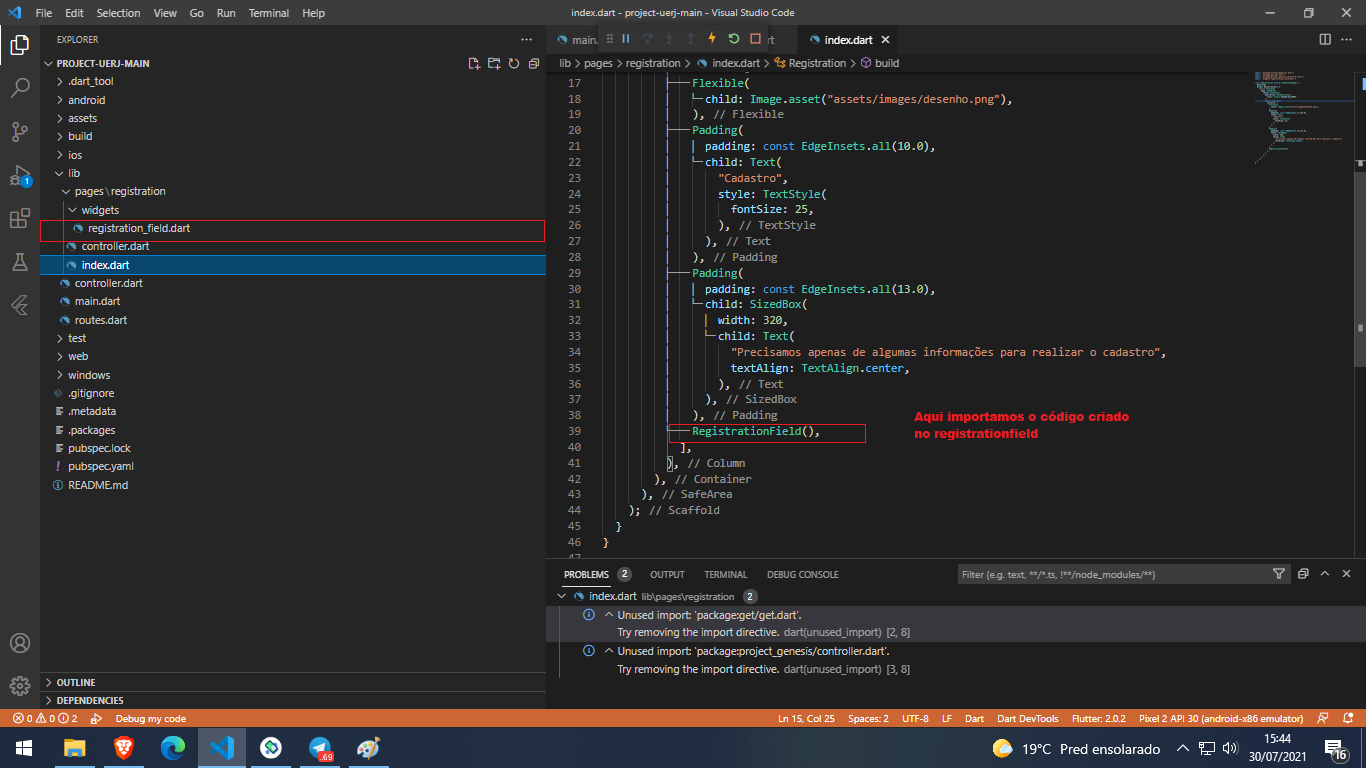 File Edit Selection View Go Run Terminal Help
index.dart - project-uerj-main - Visual Studio Code
EXPLORER
PROJECT-UERJ-MAIN
.dart_tool
android
assets
build
ios
lib
pages \ registration
widgets
registration_field.dart
controller.dart
index.dart
controller.dart
main.dart
routes.dart
test
web
windows
.gitignore
.metadata
.packages
pubspec.lock
pubspec.yaml
README.md
OUTLINE
DEPENDENCIES
1
main.
rt
index.dart
lib > pages > registration > index.dart > Registration > build
17 Flexible(
18 child: Image.asset("assets/images/desenho.png"),
19 ), // Flexible
20 Padding(
21 padding: const EdgeInsets.all(10.0),
22 child: Text(
23 "Cadastro",
24 style: TextStyle(
25 fontSize: 25,
26 ), // TextStyle
27 ), // Text
28 ), // Padding
29 Padding(
30 padding: const EdgeInsets.all(13.0),
31 child: SizedBox(
32 width: 320,
33 child: Text(
34 "Precisamos apenas de algumas informações para realizar o cadastro",
35 textAlign: TextAlign.center,
36 ), // Text
37 ), // SizedBox
38 ), // Padding
39 RegistrationField(),
40 ],
41 ), // Column
42 ), // Container
43 ), // SafeArea
44 ); // Scaffold
45 }
46 }
47
Aqui importamos o código criado
no registrationfield
PROBLEMS 2 OUTPUT TERMINAL DEBUG CONSOLE
Filter (e.g. text, **/*.ts, !**/node_modules/**)
index.dart lib\pages\registration 2
Unused import: 'package:get/get.dart'.
Try removing the import directive. dart(unused_import) [2, 8]
Unused import: 'package:project_genesis/controller.dart'.
Try removing the import directive. dart(unused_import) [3, 8]
0 0 2 Debug my code
Ln 15, Col 25 Spaces: 2 UTF-8 LF Dart Dart DevTools Flutter: 2.0.2 Pixel 2 API 30 (android-x86 emulator)
.69
19°C Pred ensolarado
15:44
30/07/2021
16